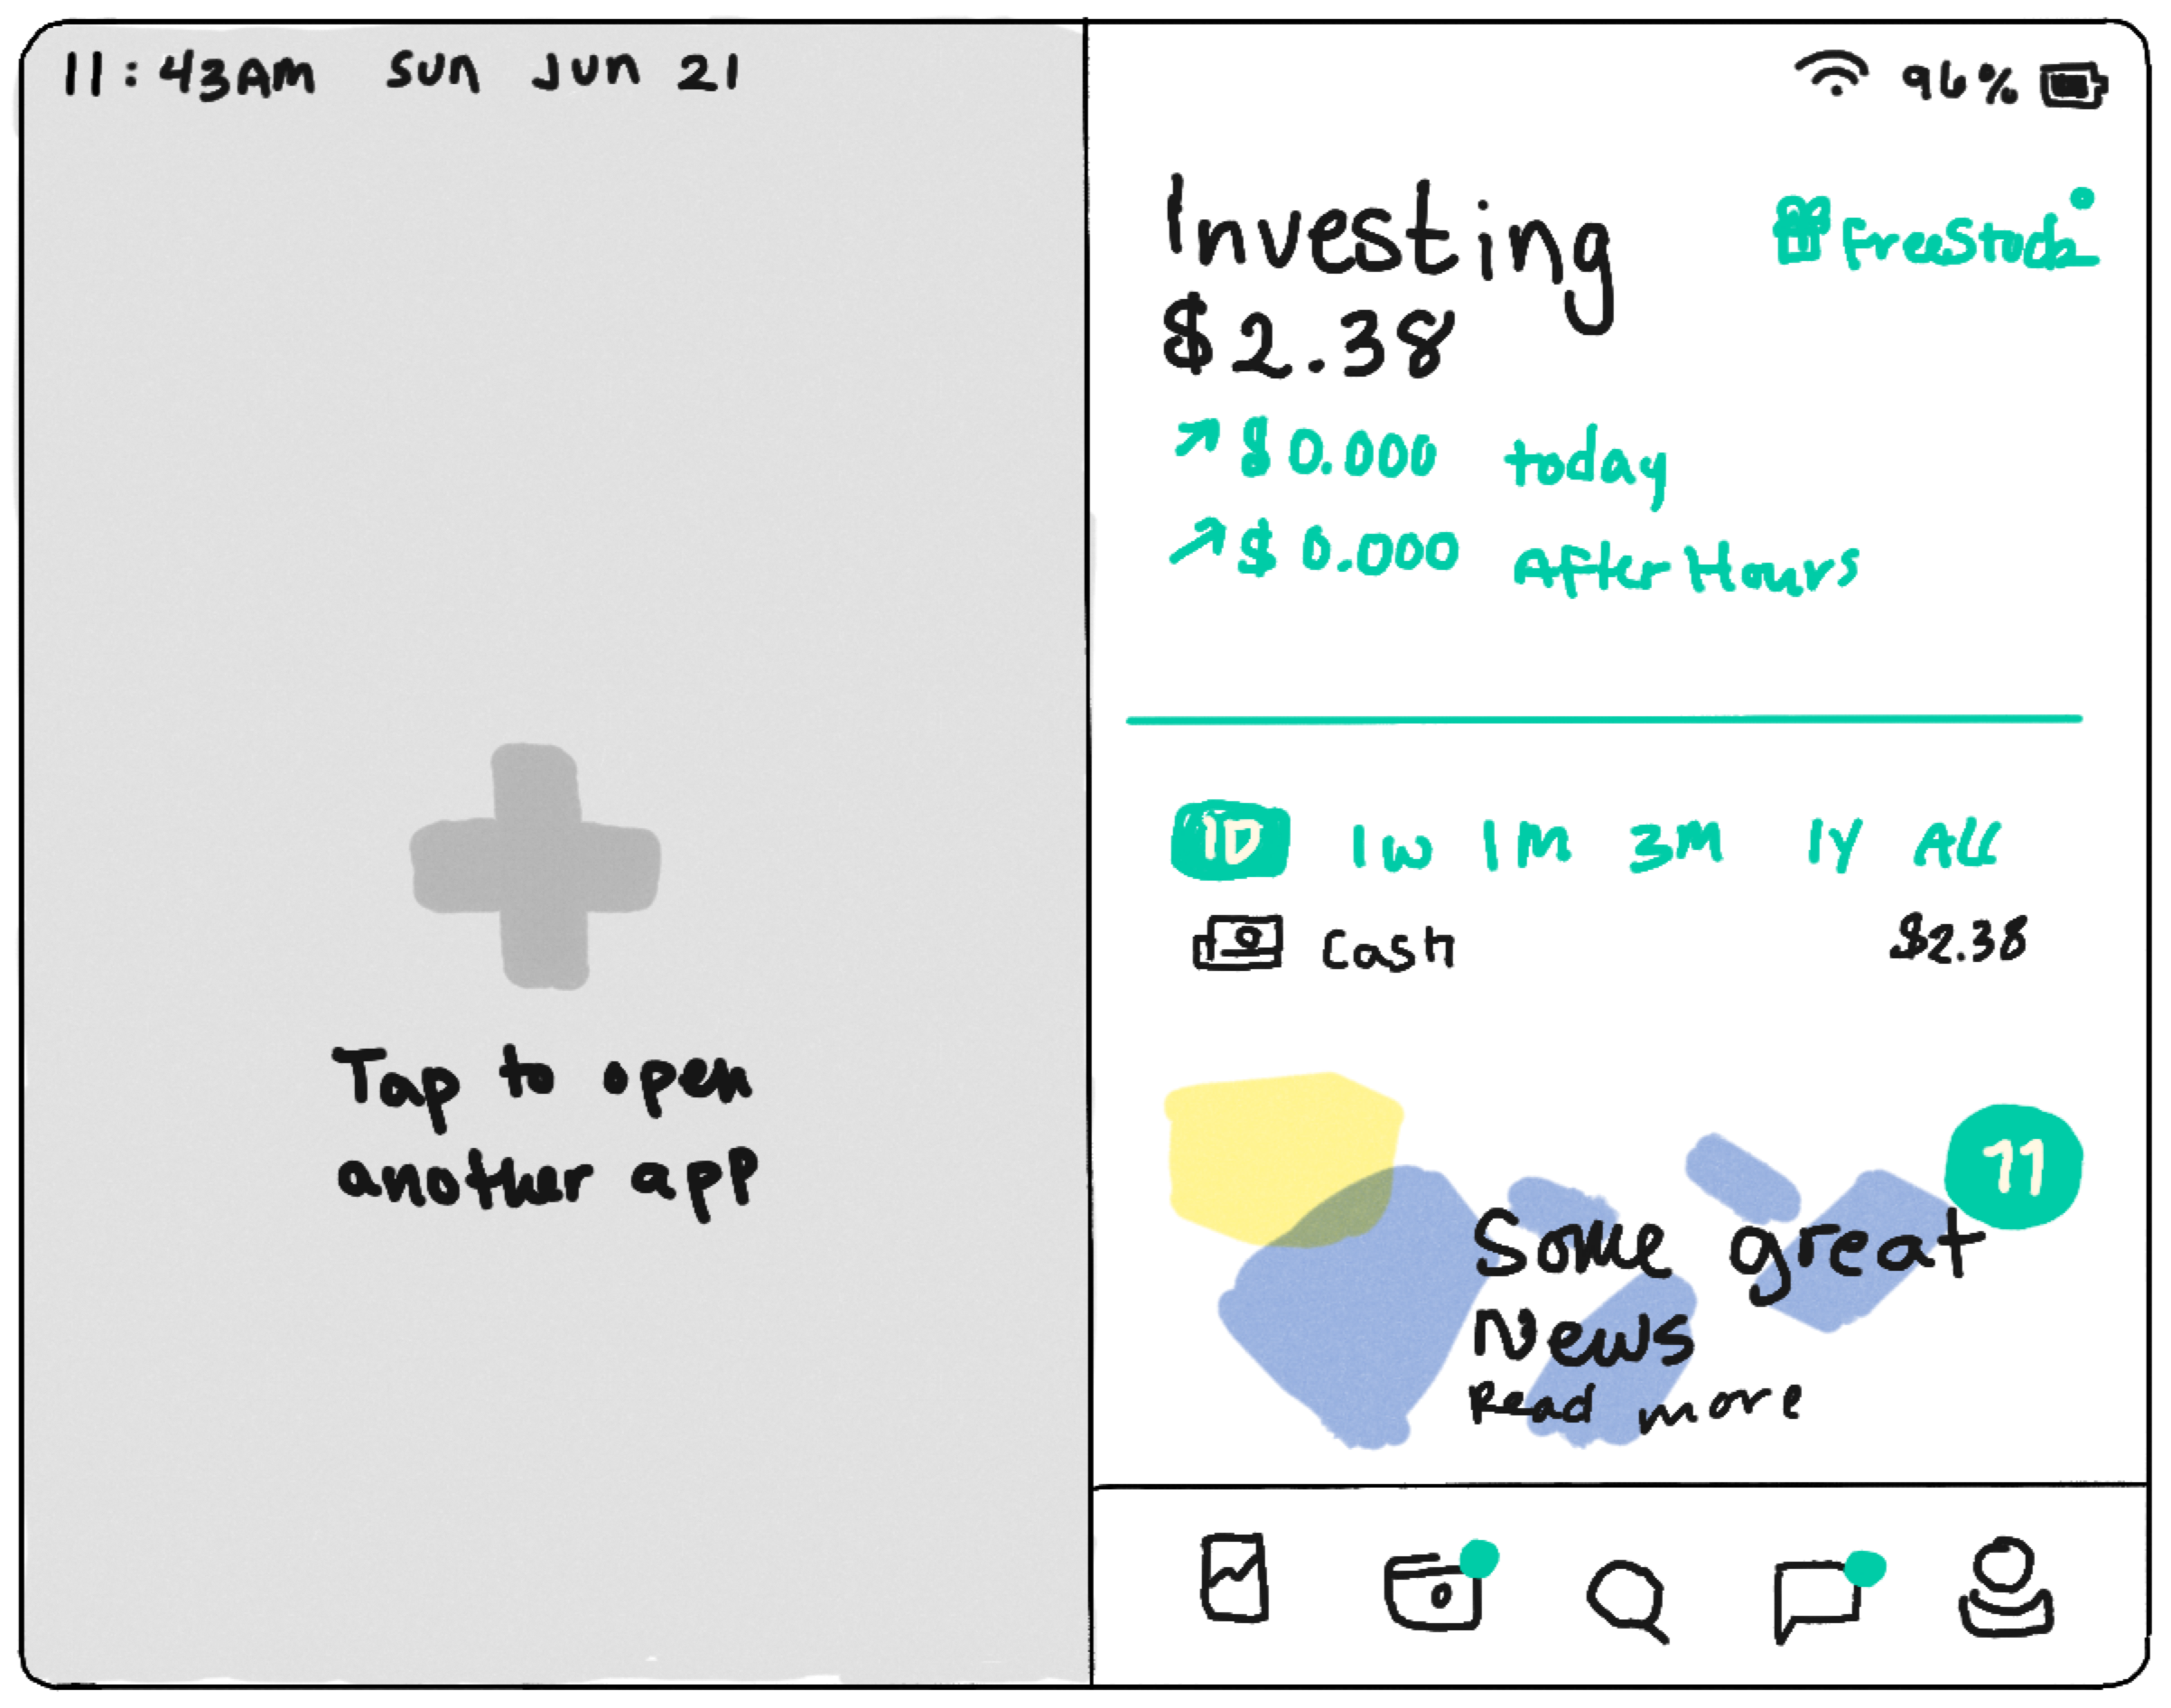 11:43AM Sun Jun 21
96%
Tap to open
another app
Investing
FreeStock
$2.38
$0.000 today
$0.000 After Hours
1D 1W 1M 3M 1Y ALL
Cash $2.38
11
Some great
News
Read more